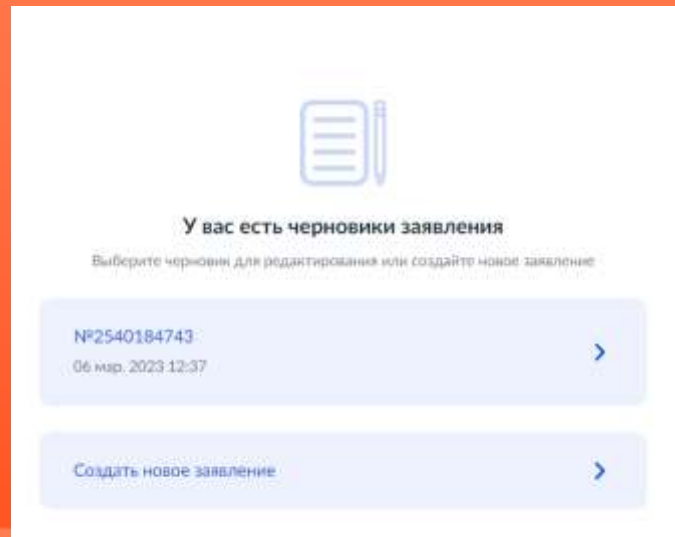 У вас есть черновики заявления
Выберите черновик для редактирования или создайте новое заявление
№2540184743
06 мар. 2023 12:37
Создать новое заявление